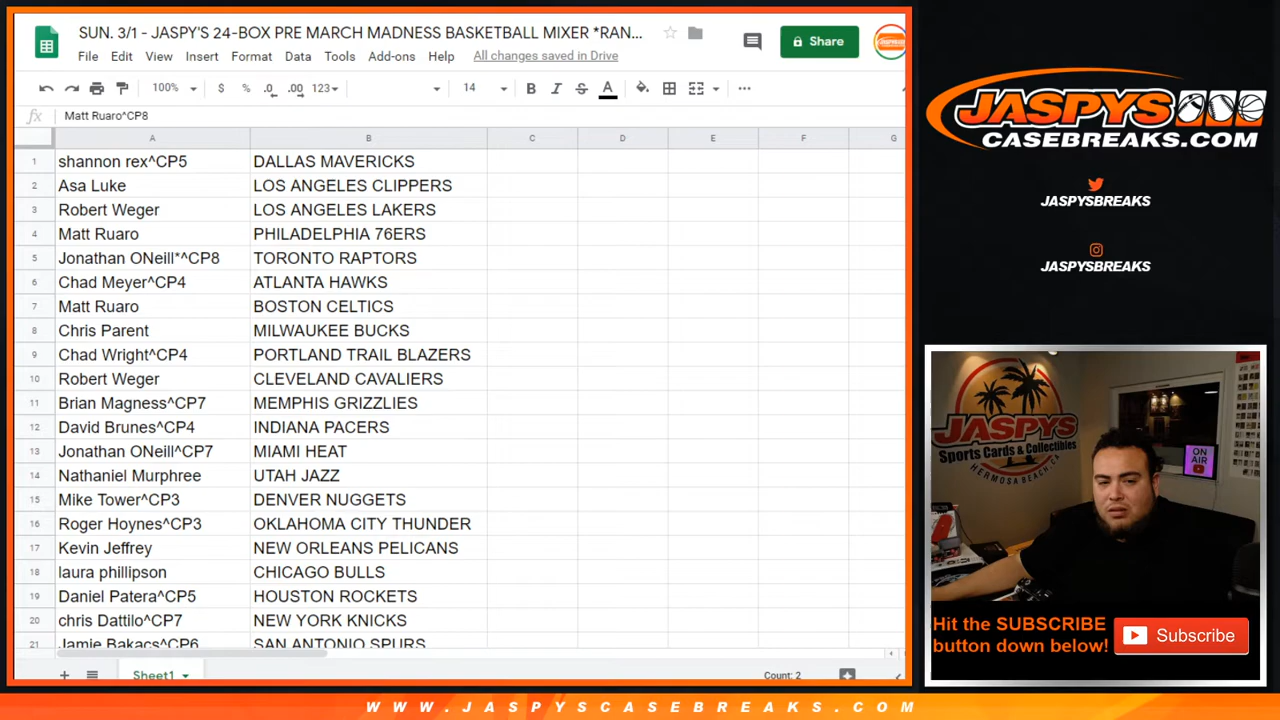 SUN. 3/1 - JASPY'S 24-BOX PRE MARCH MADNESS BASKETBALL MIXER *RAN...
File Edit View Insert Format Data Tools Add-ons Help All changes saved in Drive
Share
100% $ % .0 .00 123 14 B I S A
fx Matt Ruaro^CP8
A B C D E F G
1 shannon rex^CP5 DALLAS MAVERICKS
2 Asa Luke LOS ANGELES CLIPPERS
3 Robert Weger LOS ANGELES LAKERS
4 Matt Ruaro PHILADELPHIA 76ERS
5 Jonathan ONeill*^CP8 TORONTO RAPTORS
6 Chad Meyer^CP4 ATLANTA HAWKS
7 Matt Ruaro BOSTON CELTICS
8 Chris Parent MILWAUKEE BUCKS
9 Chad Wright^CP4 PORTLAND TRAIL BLAZERS
10 Robert Weger CLEVELAND CAVALIERS
11 Brian Magness^CP7 MEMPHIS GRIZZLIES
12 David Brunes^CP4 INDIANA PACERS
13 Jonathan ONeill^CP7 MIAMI HEAT
14 Nathaniel Murphree UTAH JAZZ
15 Mike Tower^CP3 DENVER NUGGETS
16 Roger Hoynes^CP3 OKLAHOMA CITY THUNDER
17 Kevin Jeffrey NEW ORLEANS PELICANS
18 laura phillipson CHICAGO BULLS
19 Daniel Patera^CP5 HOUSTON ROCKETS
20 chris Dattilo^CP7 NEW YORK KNICKS
21 Jamie Bakacs^CP6 SAN ANTONIO SPURS
Sheet1
Count: 2
JASPYS
CASEBREAKS.COM
JASPYSBREAKS
JASPYSBREAKS
JASPYS
Sports Cards & Collectibles
HERMOSA BEACH, CA
ON
AIR
Hit the SUBSCRIBE
button down below!
Subscribe
WWW.JASPYSCASEBREAKS.COM